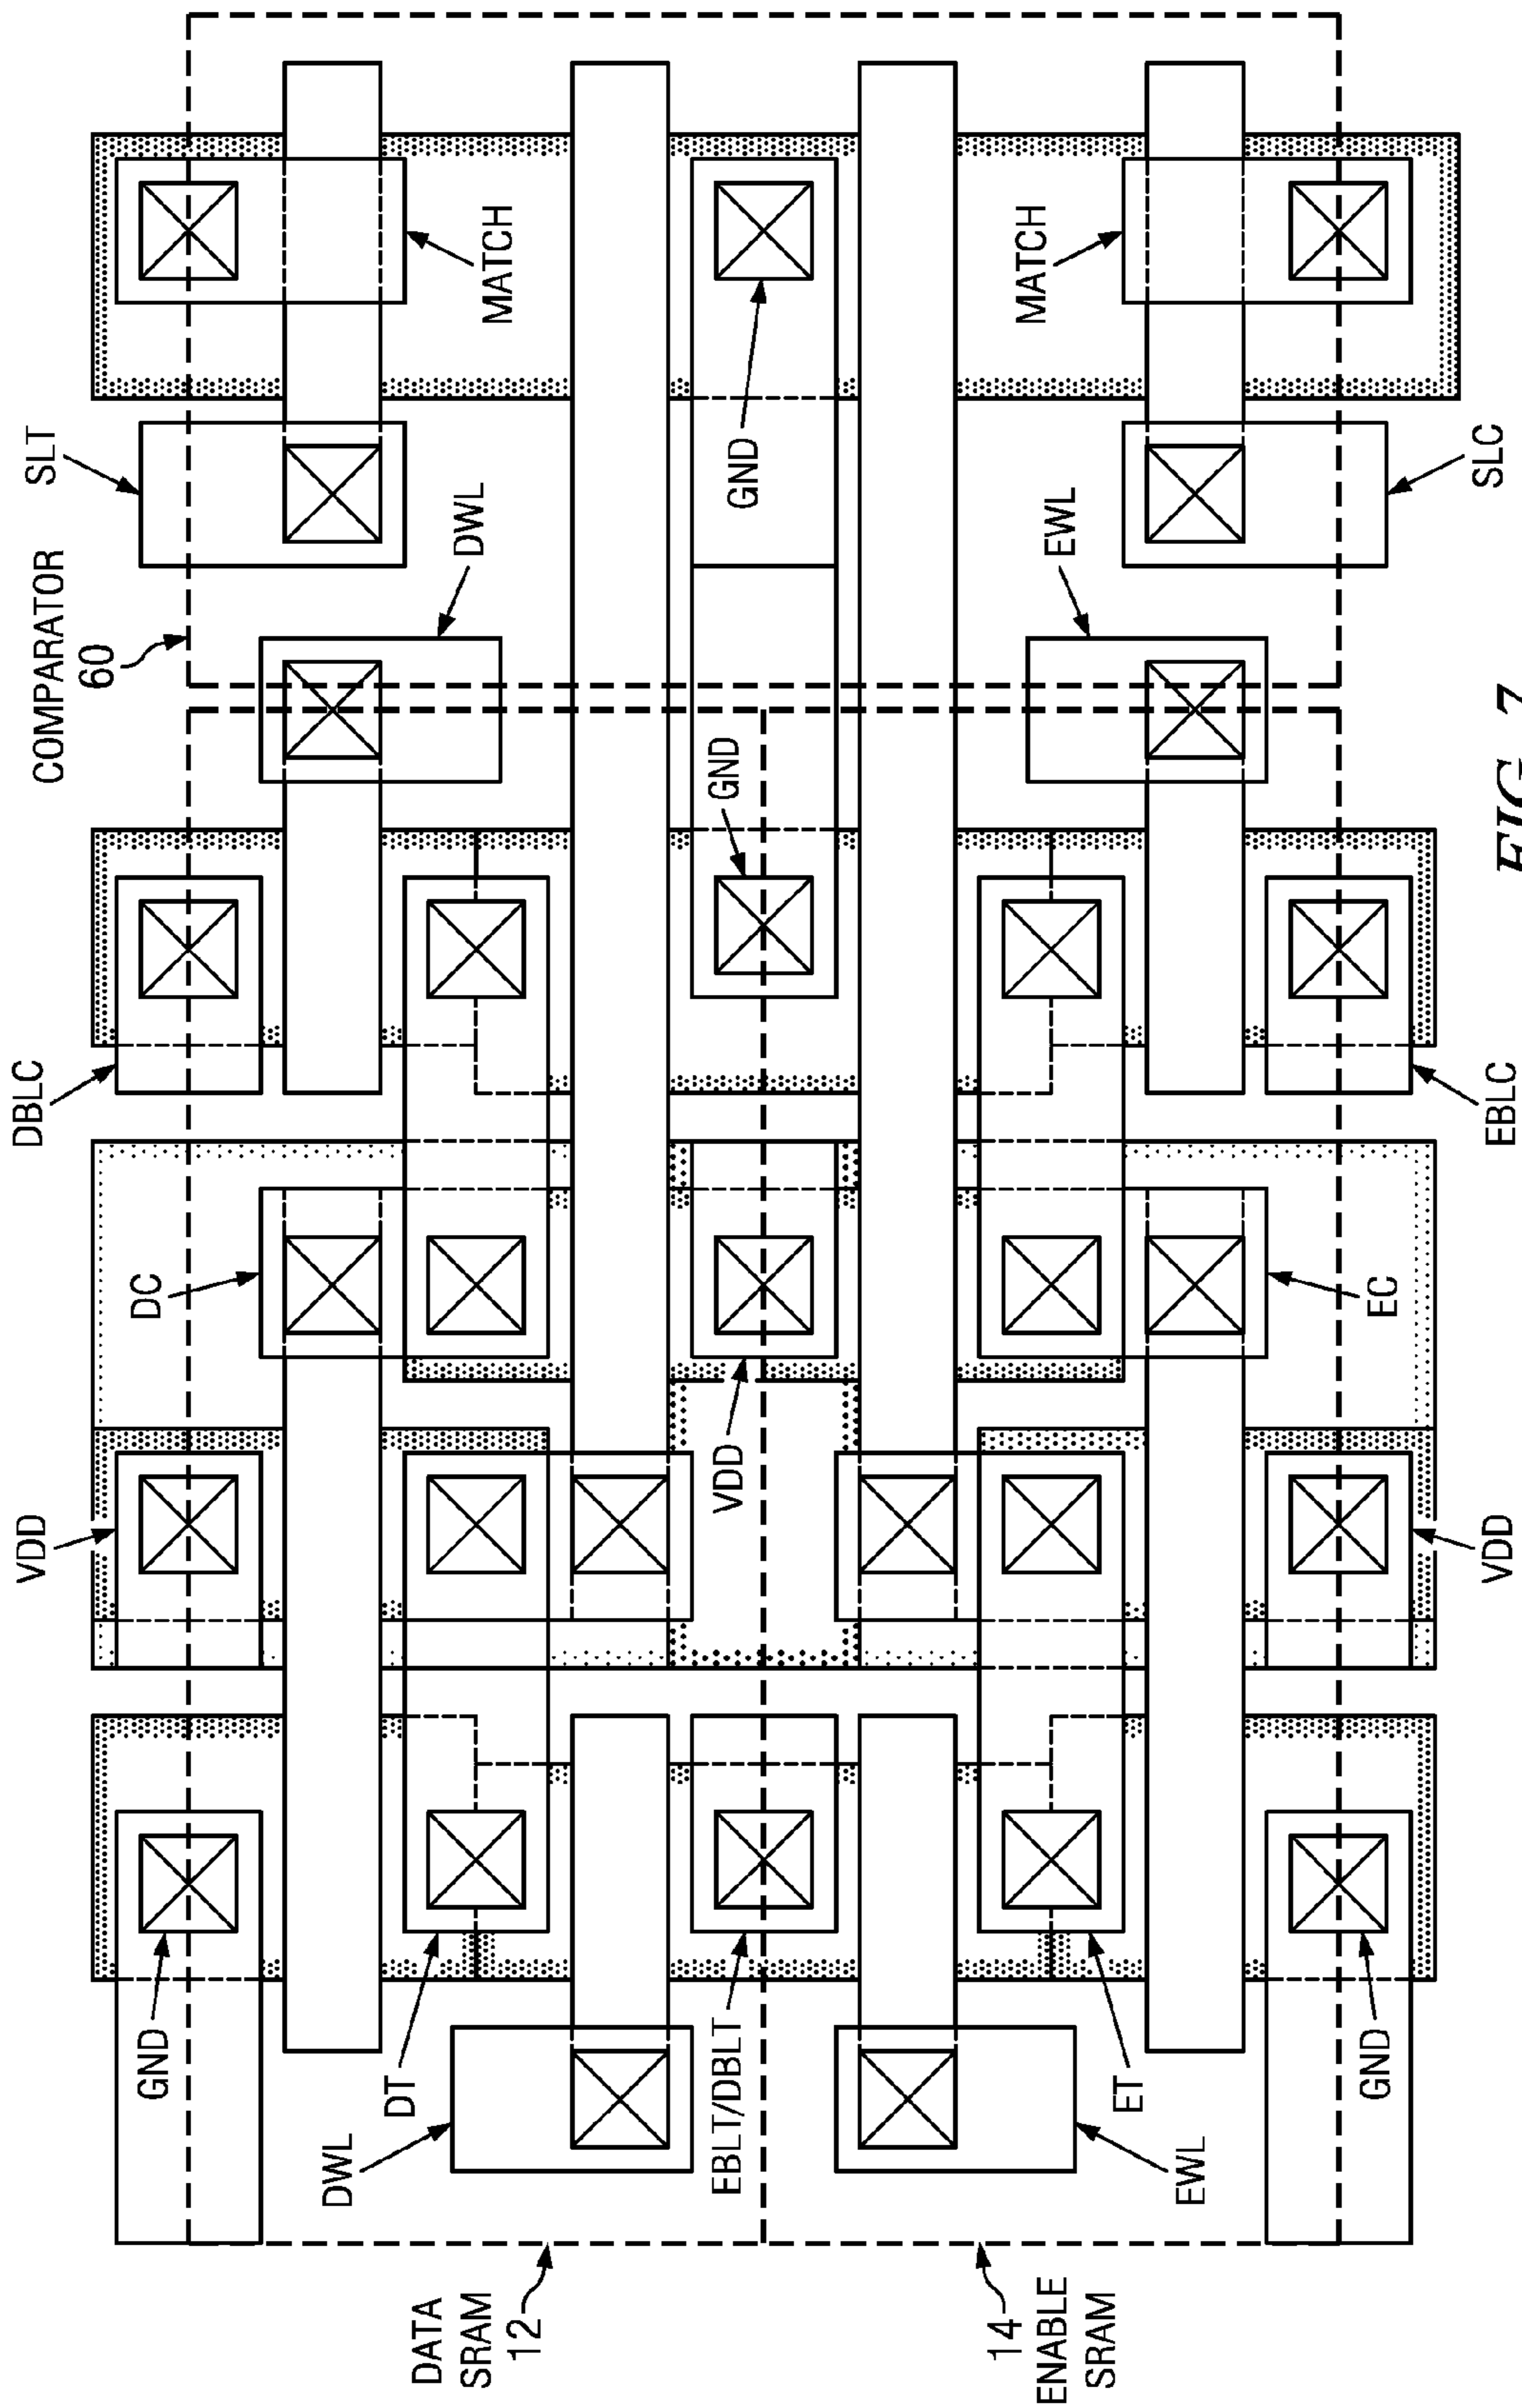 VDD
DBLC
COMPARATOR
60
SLT
GND
DC
DWL
DT
DATA
SRAM
12
DWL
MATCH
EBLT/DBLT
VDD
GND
GND
14
ENABLE
SRAM
MATCH
EWL
ET
EWL
GND
EC
VDD
EBLC
SLC
FIG. 7